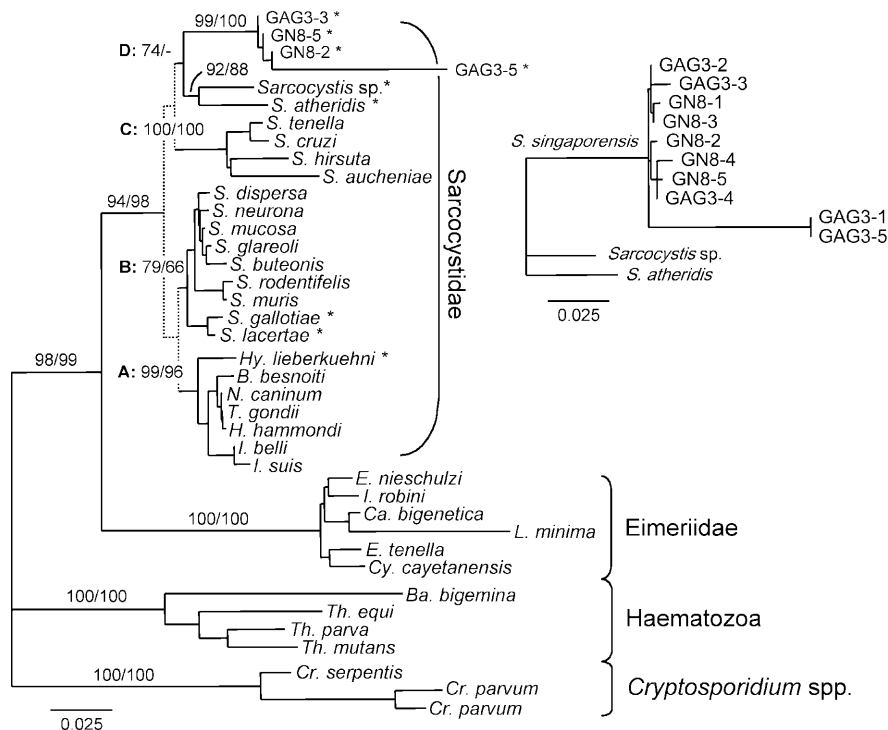 99/100
GAG3-3 *
GN8-5 *
GN8-2 *
GAG3-5 *
D: 74/-
92/88
Sarcocystis sp.*
S. atheridis *
C: 100/100
S. tenella
S. cruzi
S. hirsuta
S. aucheniae
94/98
S. dispersa
S. neurona
S. mucosa
S. glareoli
S. buteonis
B: 79/66
S. rodentifelis
S. muris
S. gallotiae *
S. lacertae *
98/99
A: 99/96
Hy. lieberkuehni *
B. besnoiti
N. caninum
T. gondii
H. hammondi
I. belli
I. suis
Sarcocystidae
100/100
E. nieschulzi
I. robini
Ca. bigenetica
L. minima
E. tenella
Cy. cayetanensis
Eimeriidae
100/100
Ba. bigemina
Th. equi
Th. parva
Th. mutans
Haematozoa
100/100
Cr. serpentis
Cr. parvum
Cr. parvum
Cryptosporidium spp.
0.025
GAG3-2
GAG3-3
GN8-1
GN8-3
S. singaporensis
GN8-2
GN8-4
GN8-5
GAG3-4
GAG3-1
GAG3-5
Sarcocystis sp.
S. atheridis
0.025